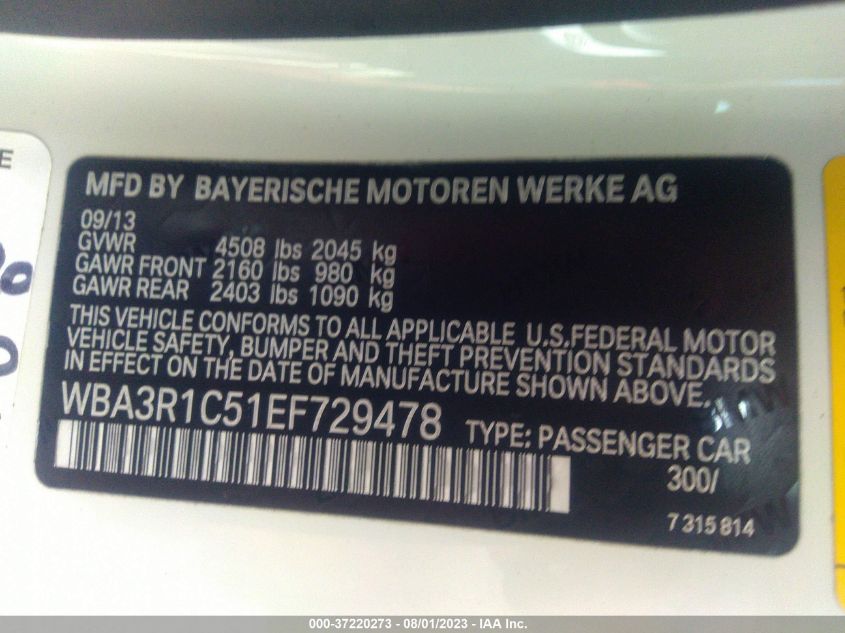 E
MFD BY BAYERISCHE MOTOREN WERKE AG
09/13
GVWR 4508 lbs 2045 kg
GAWR FRONT 2160 lbs 980 kg
GAWR REAR 2403 lbs 1090 kg
THIS VEHICLE CONFORMS TO ALL APPLICABLE U.S.FEDERAL MOTOR
VEHICLE SAFETY, BUMPER AND THEFT PREVENTION STANDARDS
IN EFFECT ON THE DATE OF MANUFACTURE SHOWN ABOVE.
WBA3R1C51EF729478 TYPE: PASSENGER CAR
300/
7 315 814
000-37220273 - 08/01/2023 - IAA Inc.